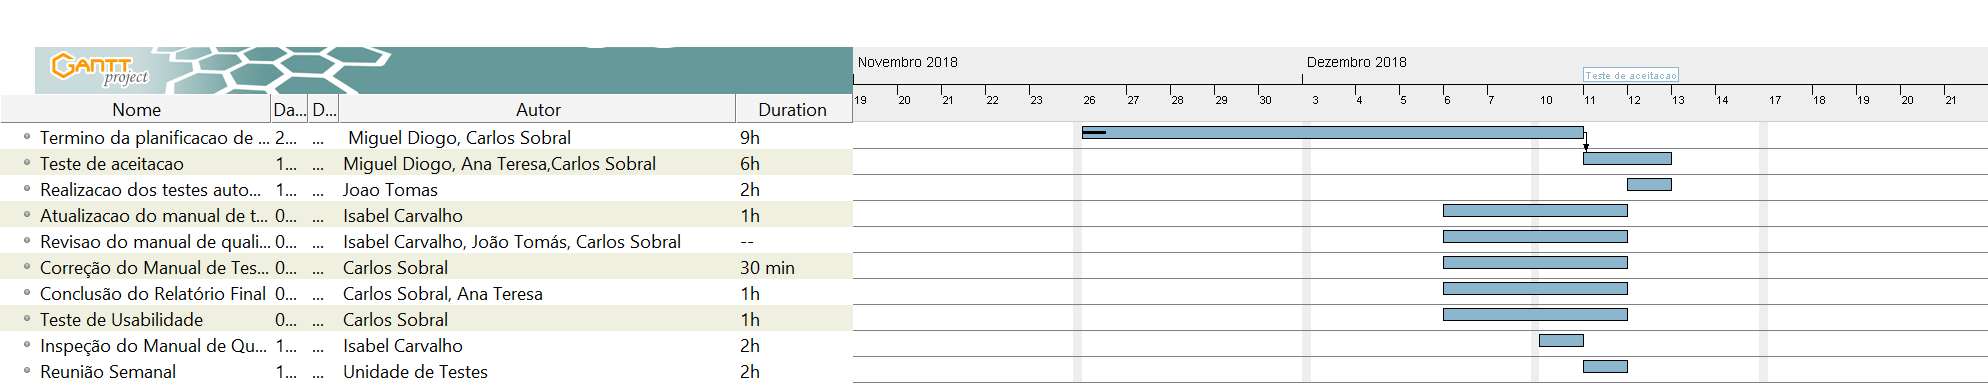 GANTT
project
Novembro 2018 Dezembro 2018
Teste de aceitacao
19 20 21 22 23 26 27 28 29 30 3 4 5 6 7 10 11 12 13 14 17 18 19 20 21
Nome Da... D... Autor Duration
Termino da planificacao de ... 2... ... Miguel Diogo, Carlos Sobral 9h
Teste de aceitacao 1... ... Miguel Diogo, Ana Teresa,Carlos Sobral 6h
Realizacao dos testes auto... 1... ... Joao Tomas 2h
Atualizacao do manual de t... 0... ... Isabel Carvalho 1h
Revisao do manual de quali... 0... ... Isabel Carvalho, João Tomás, Carlos Sobral --
Correção do Manual de Tes... 0... ... Carlos Sobral 30 min
Conclusão do Relatório Final 0... ... Carlos Sobral, Ana Teresa 1h
Teste de Usabilidade 0... ... Carlos Sobral 1h
Inspeção do Manual de Qu... 1... ... Isabel Carvalho 2h
Reunião Semanal 1... ... Unidade de Testes 2h